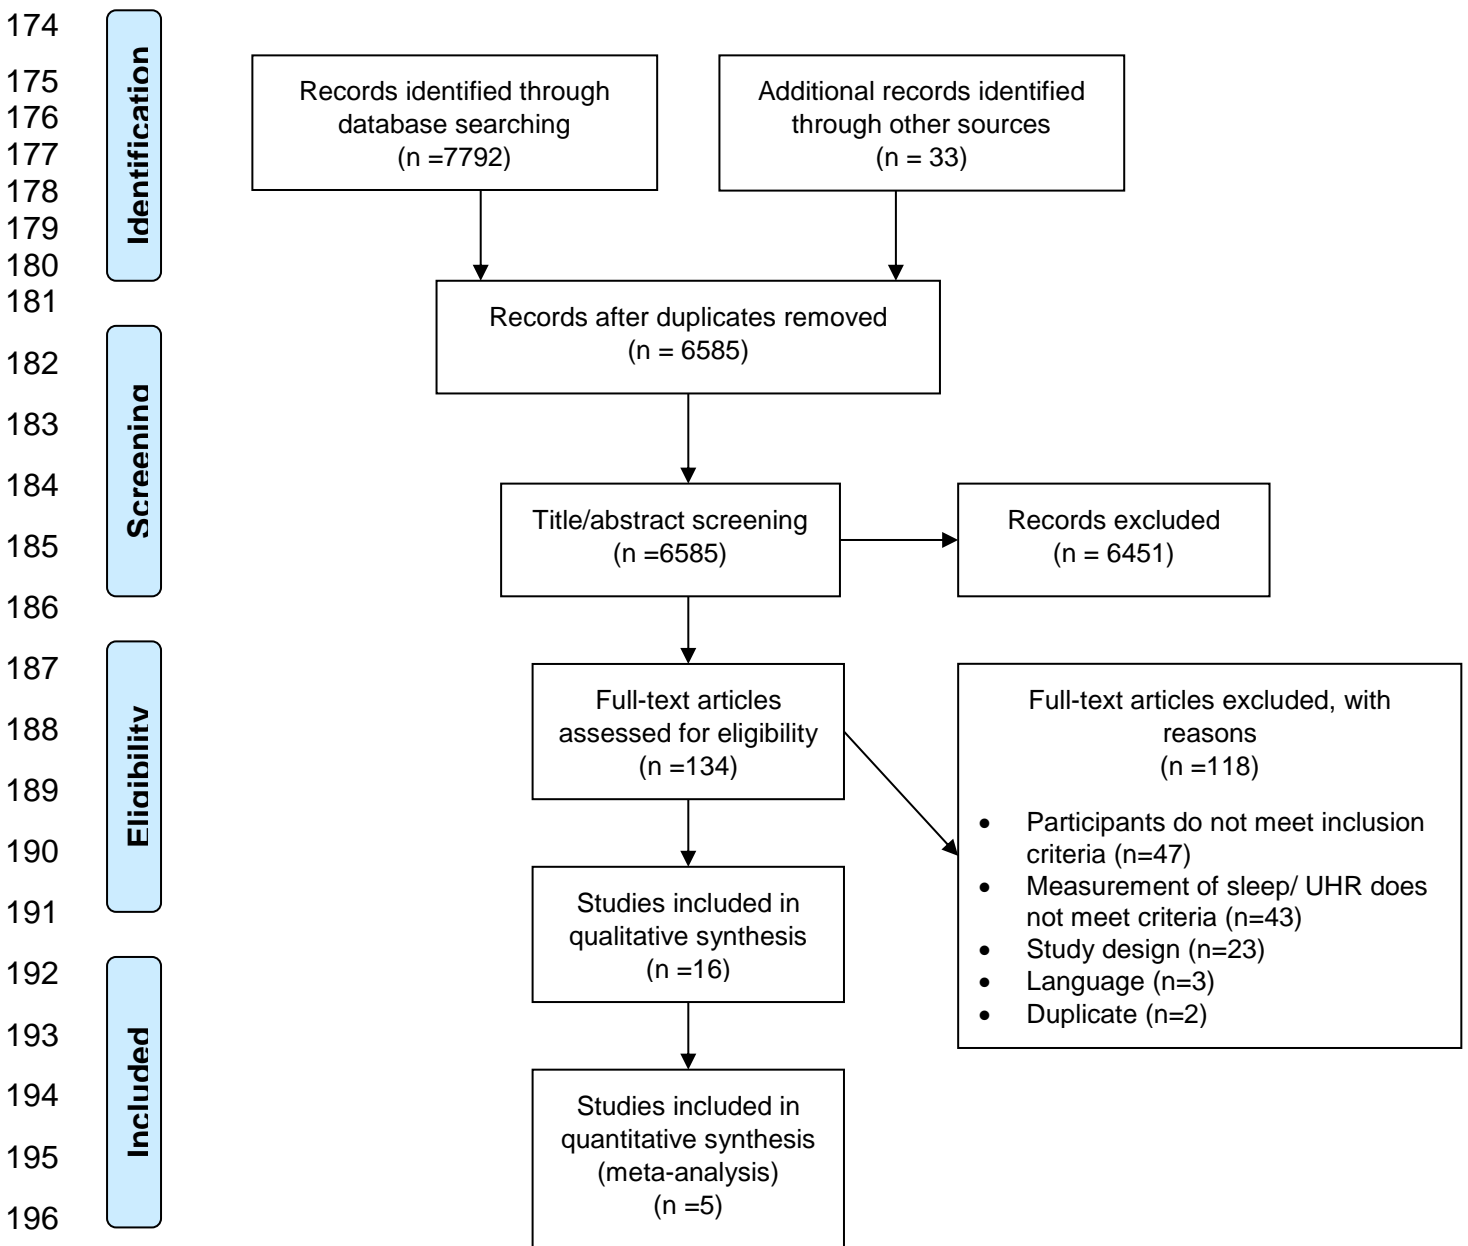 174
175
176
177
178
179
180
181
182
183
184
185
186
187
188
189
190
191
192
193
194
195
196
Identification
Screening
Eligibility
Included
Records identified through
database searching
(n =7792)
Additional records identified
through other sources
(n = 33)
Records after duplicates removed
(n = 6585)
Title/abstract screening
(n =6585)
Records excluded
(n = 6451)
Full-text articles
assessed for eligibility
(n =134)
Full-text articles excluded, with
reasons
(n =118)
• Participants do not meet inclusion
criteria (n=47)
• Measurement of sleep/ UHR does
not meet criteria (n=43)
• Study design (n=23)
• Language (n=3)
• Duplicate (n=2)
Studies included in
qualitative synthesis
(n =16)
Studies included in
quantitative synthesis
(meta-analysis)
(n =5)